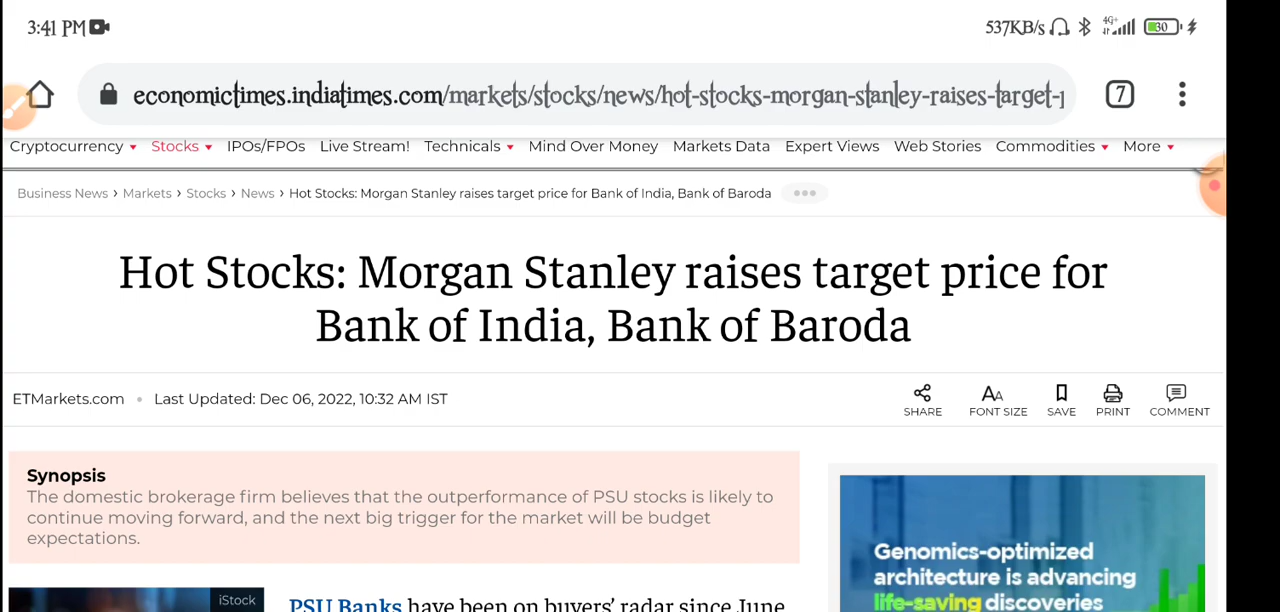 3:41 PM 537KB/s 4G+ 30
economictimes.indiatimes.com/markets/stocks/news/hot-stocks-morgan-stanley-raises-target-p 7
Cryptocurrency Stocks IPOs/FPOs Live Stream! Technicals Mind Over Money Markets Data Expert Views Web Stories Commodities More
Business News › Markets › Stocks › News › Hot Stocks: Morgan Stanley raises target price for Bank of India, Bank of Baroda
Hot Stocks: Morgan Stanley raises target price for
Bank of India, Bank of Baroda
ETMarkets.com • Last Updated: Dec 06, 2022, 10:32 AM IST
SHARE FONT SIZE SAVE PRINT COMMENT
Synopsis
The domestic brokerage firm believes that the outperformance of PSU stocks is likely to
continue moving forward, and the next big trigger for the market will be budget
expectations.
Genomics-optimized
architecture is advancing
life-saving discoveries
iStock
PSU Banks have been on buyers' radar since June